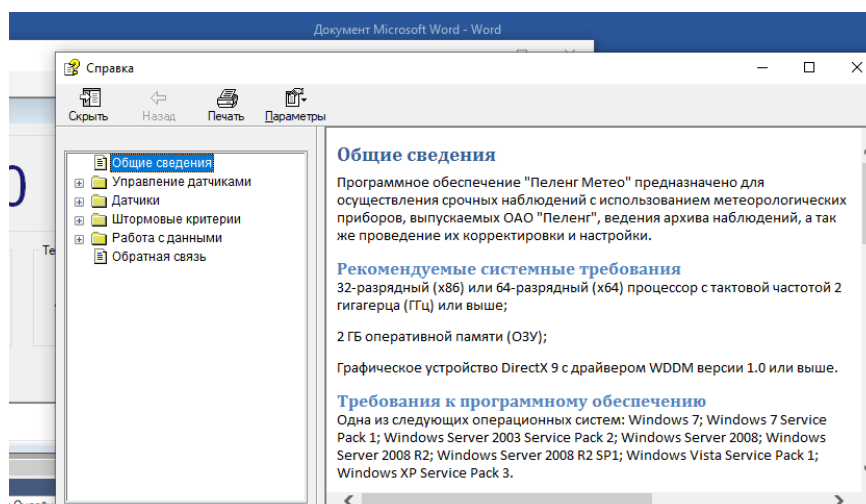 Документ Microsoft Word - Word
Справка
Скрыть Назад Печать Параметры
Общие сведения
Управление датчиками
Датчики
Штормовые критерии
Работа с данными
Обратная связь
Общие сведения
Программное обеспечение "Пеленг Метео" предназначено для
осуществления срочных наблюдений с использованием метеорологических
приборов, выпускаемых ОАО "Пеленг", ведения архива наблюдений, а так
же проведение их корректировки и настройки.
Рекомендуемые системные требования
32-разрядный (x86) или 64-разрядный (x64) процессор с тактовой частотой 2
гигагерца (ГГц) или выше;
2 ГБ оперативной памяти (ОЗУ);
Графическое устройство DirectX 9 с драйвером WDDM версии 1.0 или выше.
Требования к программному обеспечению
Одна из следующих операционных систем: Windows 7; Windows 7 Service
Pack 1; Windows Server 2003 Service Pack 2; Windows Server 2008; Windows
Server 2008 R2; Windows Server 2008 R2 SP1; Windows Vista Service Pack 1;
Windows XP Service Pack 3.
Те